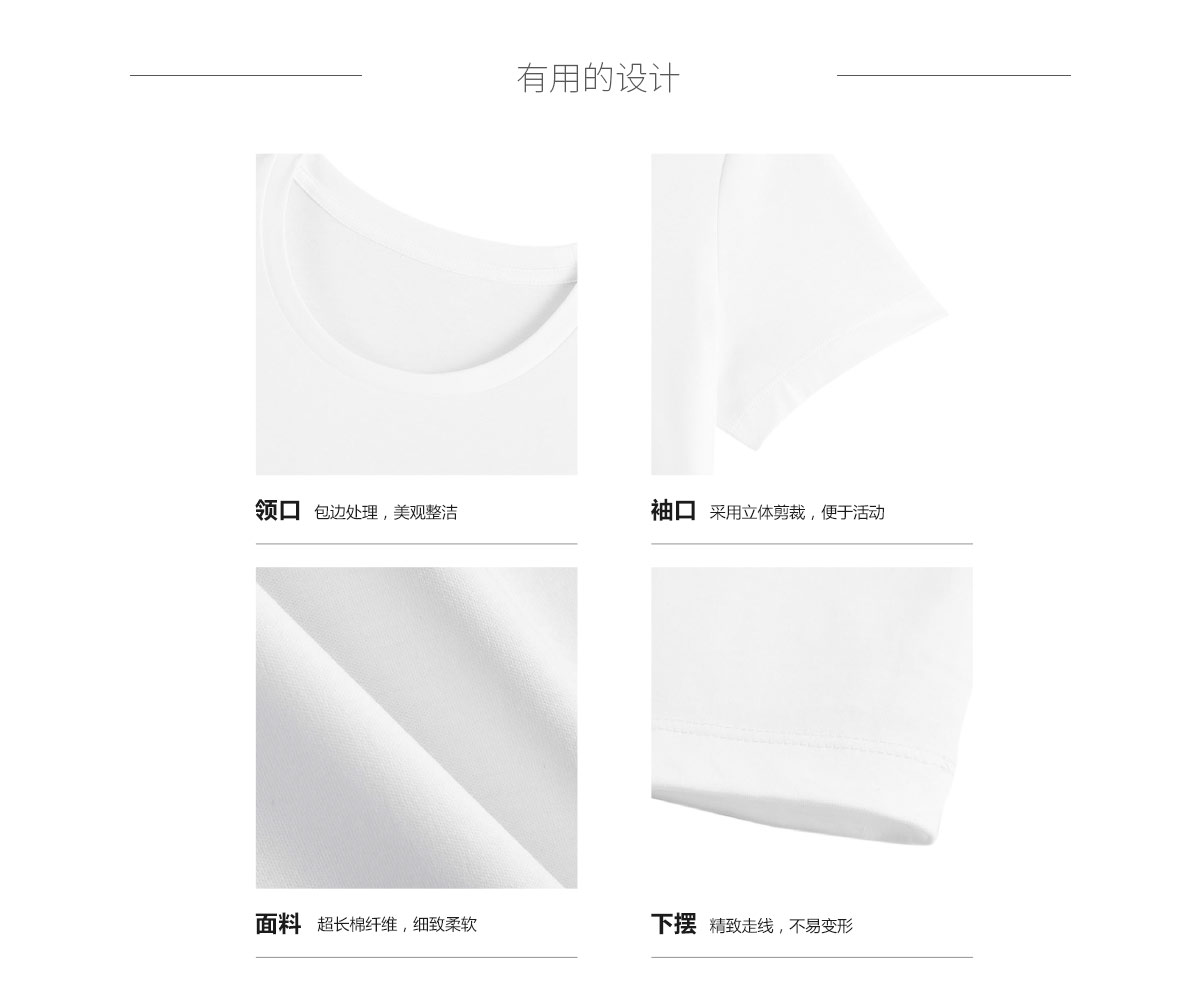 有用的设计
领口 包边处理，美观整洁
袖口 采用立体剪裁，便于活动
面料 超长棉纤维，细致柔软
下摆 精致走线，不易变形